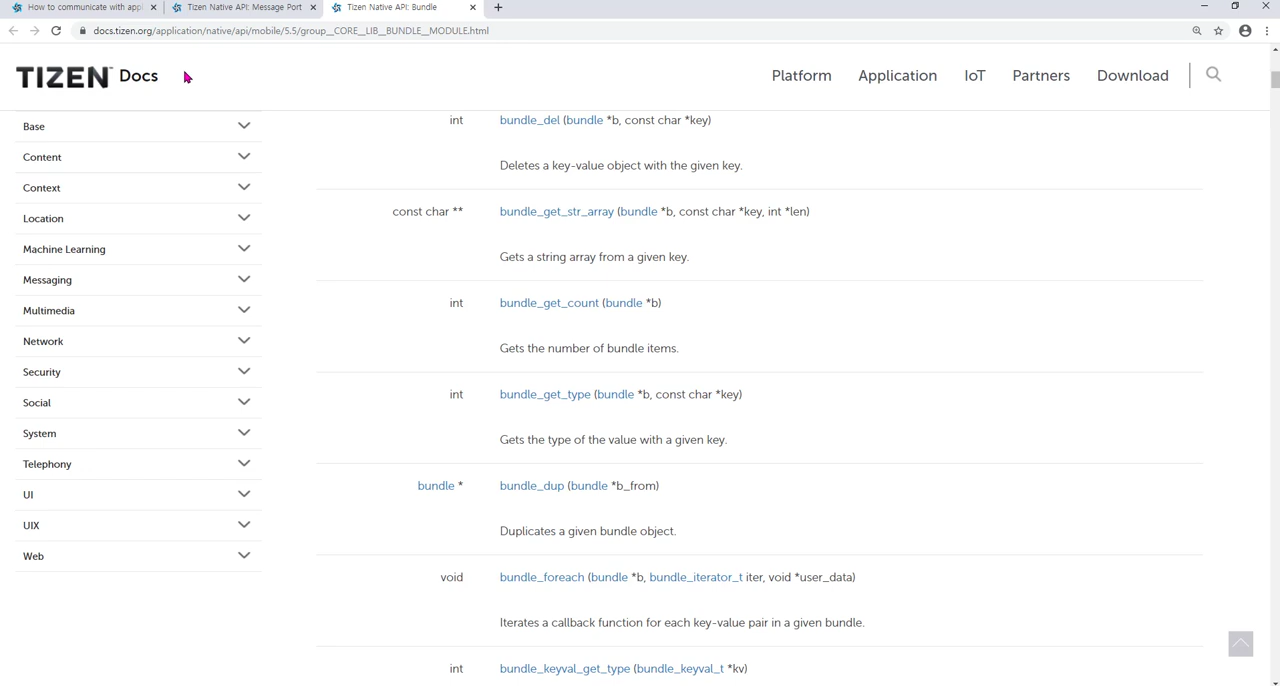 How to communicate with appl
Tizen Native API: Message Port
Tizen Native API: Bundle
docs.tizen.org/application/native/api/mobile/5.5/group__CORE__LIB__BUNDLE__MODULE.html
TIZEN™ Docs
Platform
Application
IoT
Partners
Download
Base
Content
Context
Location
Machine Learning
Messaging
Multimedia
Network
Security
Social
System
Telephony
UI
UIX
Web
int bundle_del (bundle *b, const char *key)
Deletes a key-value object with the given key.
const char ** bundle_get_str_array (bundle *b, const char *key, int *len)
Gets a string array from a given key.
int bundle_get_count (bundle *b)
Gets the number of bundle items.
int bundle_get_type (bundle *b, const char *key)
Gets the type of the value with a given key.
bundle * bundle_dup (bundle *b_from)
Duplicates a given bundle object.
void bundle_foreach (bundle *b, bundle_iterator_t iter, void *user_data)
Iterates a callback function for each key-value pair in a given bundle.
int bundle_keyval_get_type (bundle_keyval_t *kv)